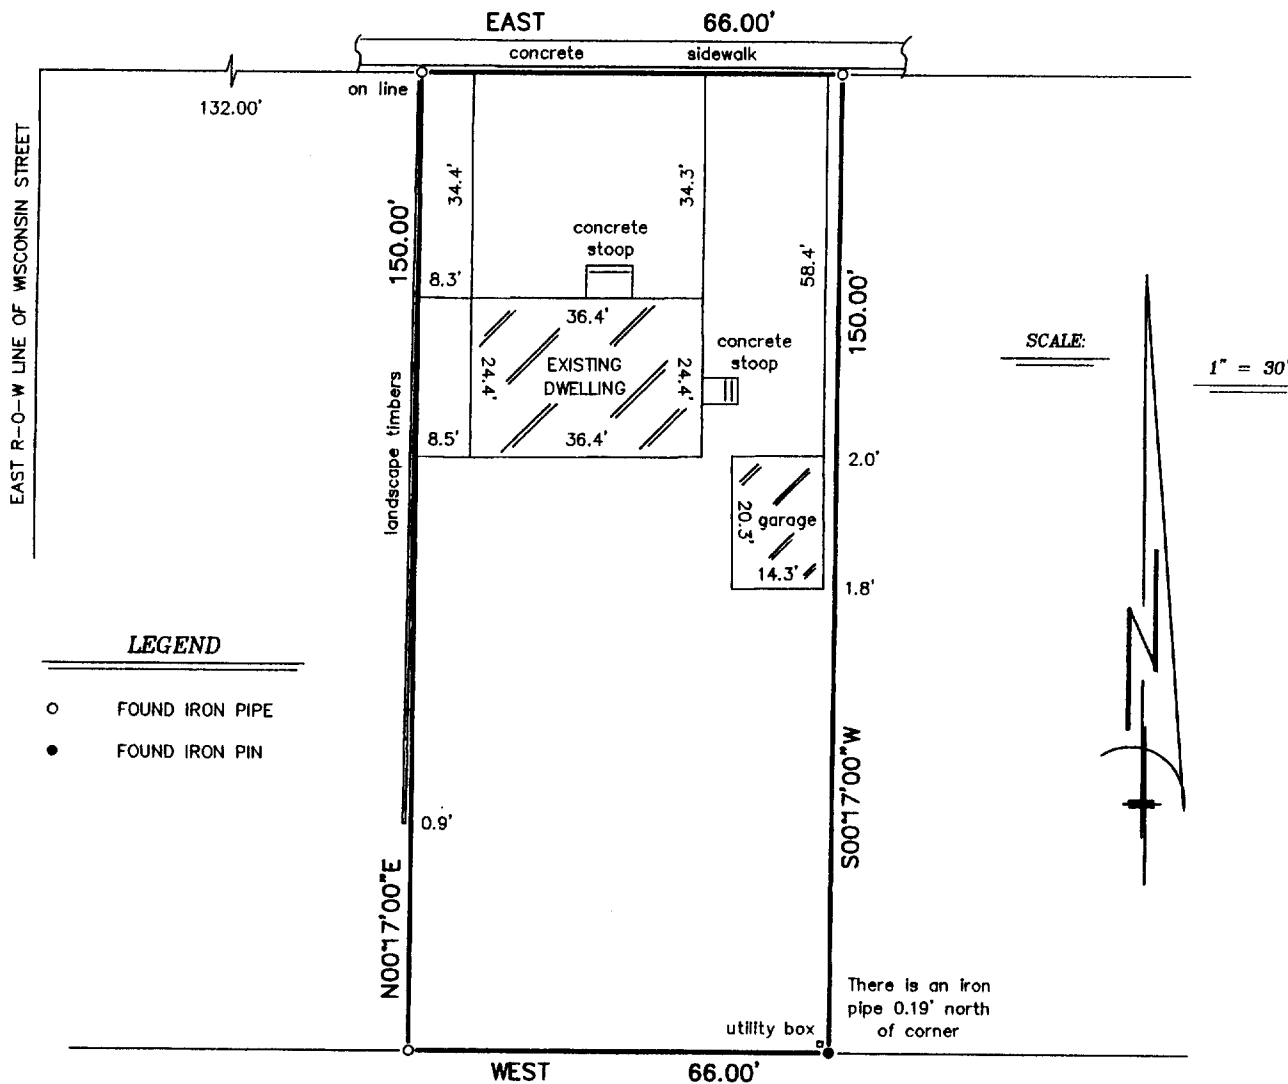 EAST 66.00'
concrete sidewalk
on line
132.00'
EAST R-O-W LINE OF WISCONSIN STREET
34.4'
34.3'
150.00'
concrete
stoop
58.4'
8.3'
150.00'
36.4'
concrete
stoop
SCALE:
1" = 30'
EXISTING
DWELLING
24.4'
24.4'
landscape timbers
8.5'
36.4'
2.0'
20.3'
garage
14.3'
1.8'
LEGEND
FOUND IRON PIPE
FOUND IRON PIN
N
S00°17'00"W
0.9'
N00°17'00"E
There is an iron
pipe 0.19' north
of corner
utility box
WEST 66.00'